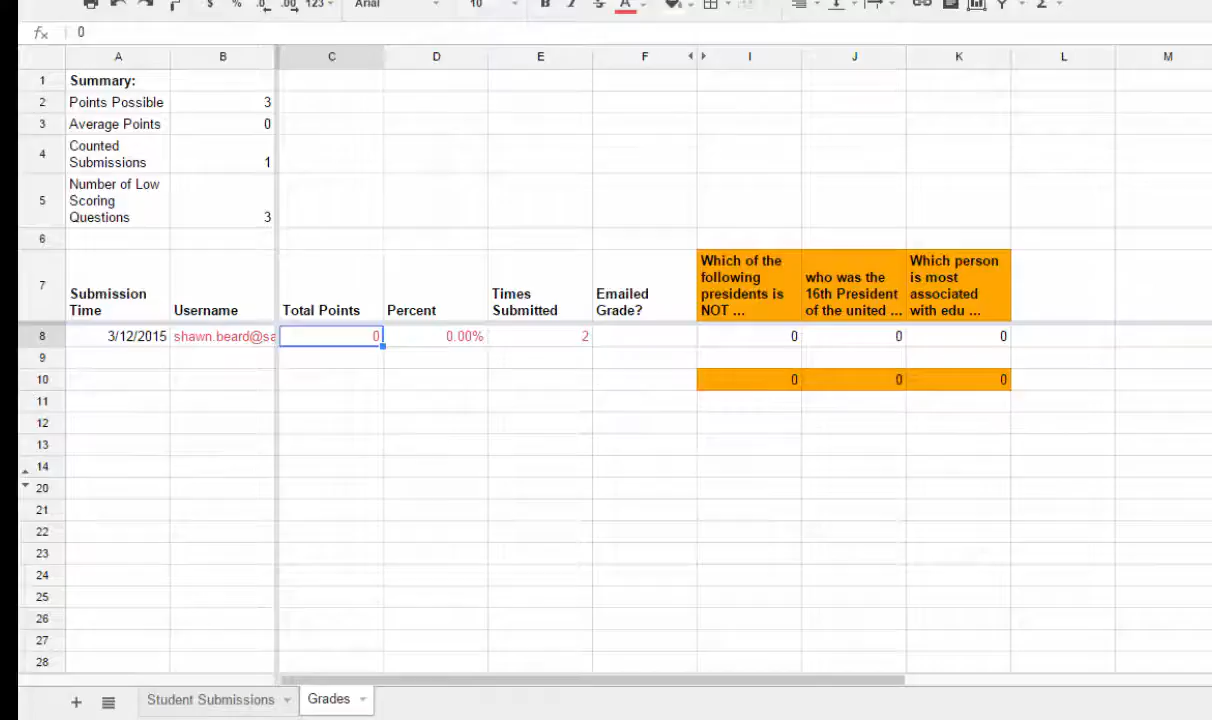 $ % .0 .00 123 Arial 10 B I S A Σ
fx 0
A B C D E F I J K L M
1 Summary:
2 Points Possible 3
3 Average Points 0
4 Counted
Submissions 1
5 Number of Low
Scoring
Questions 3
6
7 Submission
Time Username Total Points Percent Times
Submitted Emailed
Grade? Which of the
following
presidents is
NOT ... who was the
16th President
of the united ... Which person
is most
associated
with edu ...
8 3/12/2015 shawn.beard@sa 0 0.00% 2 0 0 0
9
10 0 0 0
11
12
13
14
20
21
22
23
24
25
26
27
28
+ Student Submissions Grades